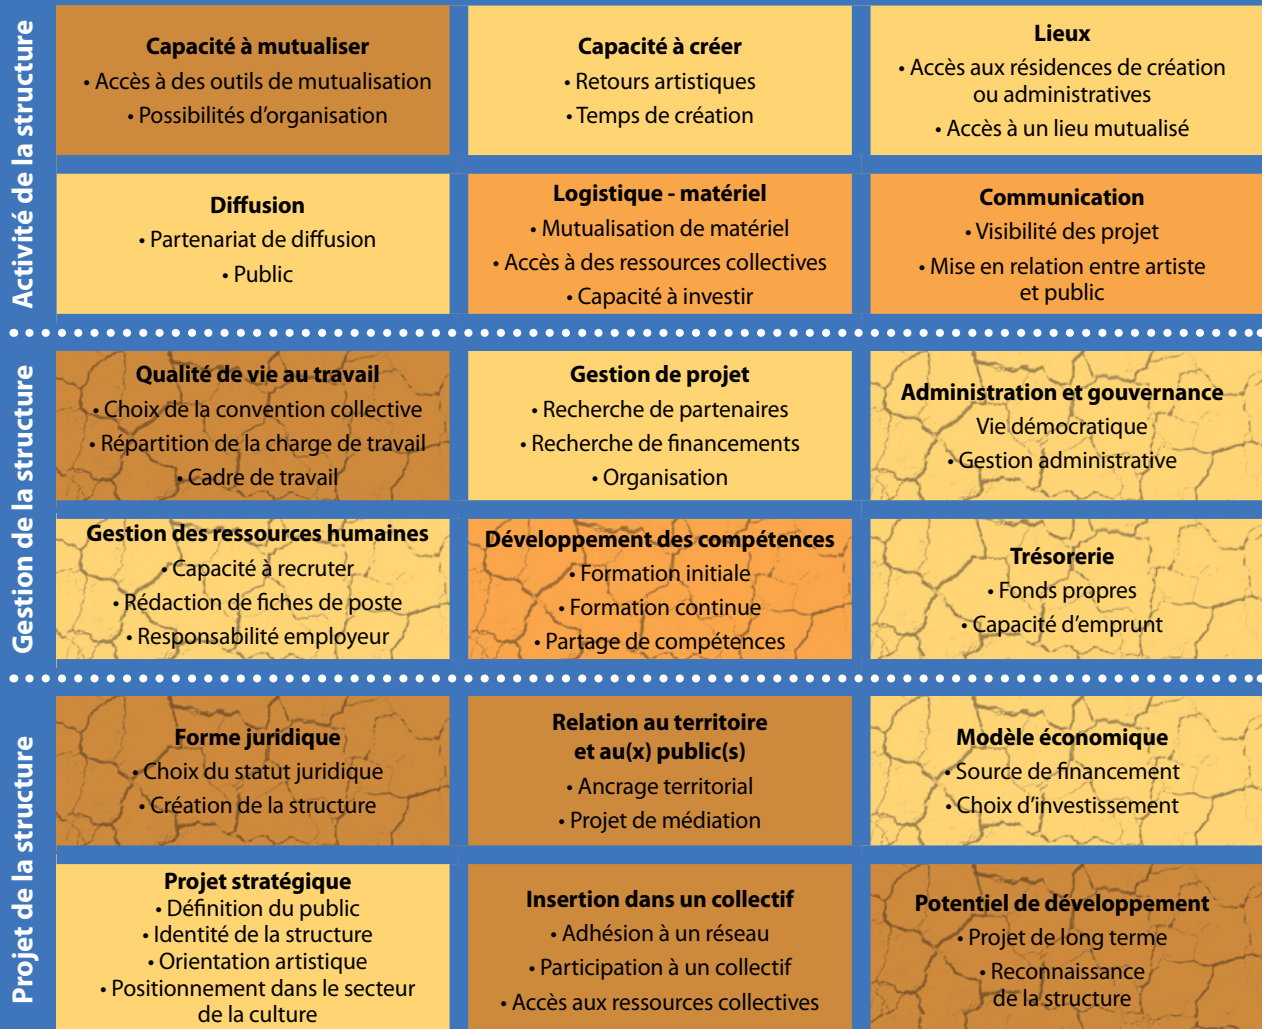 Activité de la structure
Capacité à mutualiser
• Accès à des outils de mutualisation
• Possibilités d'organisation
Capacité à créer
• Retours artistiques
• Temps de création
Lieux
• Accès aux résidences de création
ou administratives
• Accès à un lieu mutualisé
Diffusion
• Partenariat de diffusion
• Public
Logistique - matériel
• Mutualisation de matériel
• Accès à des ressources collectives
• Capacité à investir
Communication
• Visibilité des projet
• Mise en relation entre artiste
et public
Gestion de la structure
Qualité de vie au travail
• Choix de la convention collective
• Répartition de la charge de travail
• Cadre de travail
Gestion de projet
• Recherche de partenaires
• Recherche de financements
• Organisation
Administration et gouvernance
Vie démocratique
• Gestion administrative
Gestion des ressources humaines
• Capacité à recruter
• Rédaction de fiches de poste
• Responsabilité employeur
Développement des compétences
• Formation initiale
• Formation continue
• Partage de compétences
Trésorerie
• Fonds propres
• Capacité d'emprunt
Projet de la structure
Forme juridique
• Choix du statut juridique
• Création de la structure
Relation au territoire
et au(x) public(s)
• Ancrage territorial
• Projet de médiation
Modèle économique
• Source de financement
• Choix d'investissement
Projet stratégique
• Définition du public
• Identité de la structure
• Orientation artistique
• Positionnement dans le secteur
de la culture
Insertion dans un collectif
• Adhésion à un réseau
• Participation à un collectif
• Accès aux ressources collectives
Potentiel de développement
• Projet de long terme
• Reconnaissance
de la structure